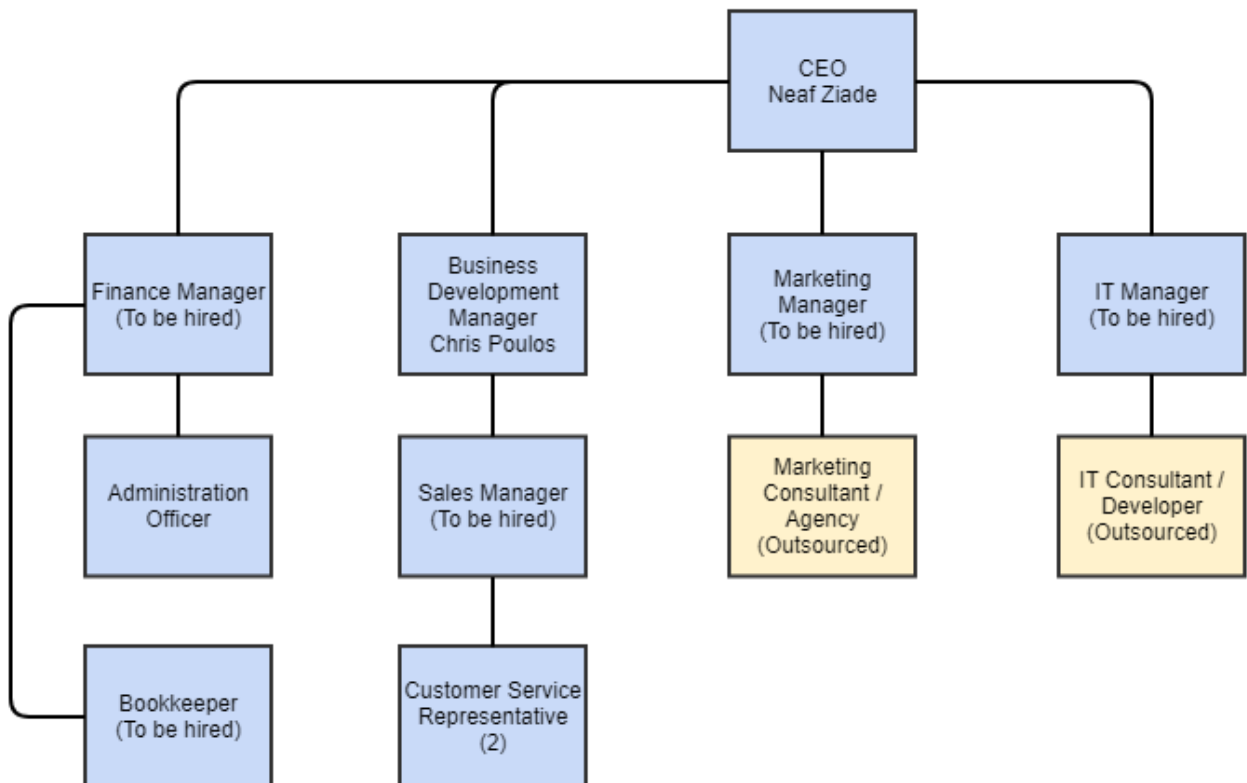 CEO
Neaf Ziade
Finance Manager
(To be hired)
Business
Development
Manager
Chris Poulos
Marketing
Manager
(To be hired)
IT Manager
(To be hired)
Administration
Officer
Sales Manager
(To be hired)
Marketing
Consultant /
Agency
(Outsourced)
IT Consultant /
Developer
(Outsourced)
Bookkeeper
(To be hired)
Customer Service
Representative
(2)